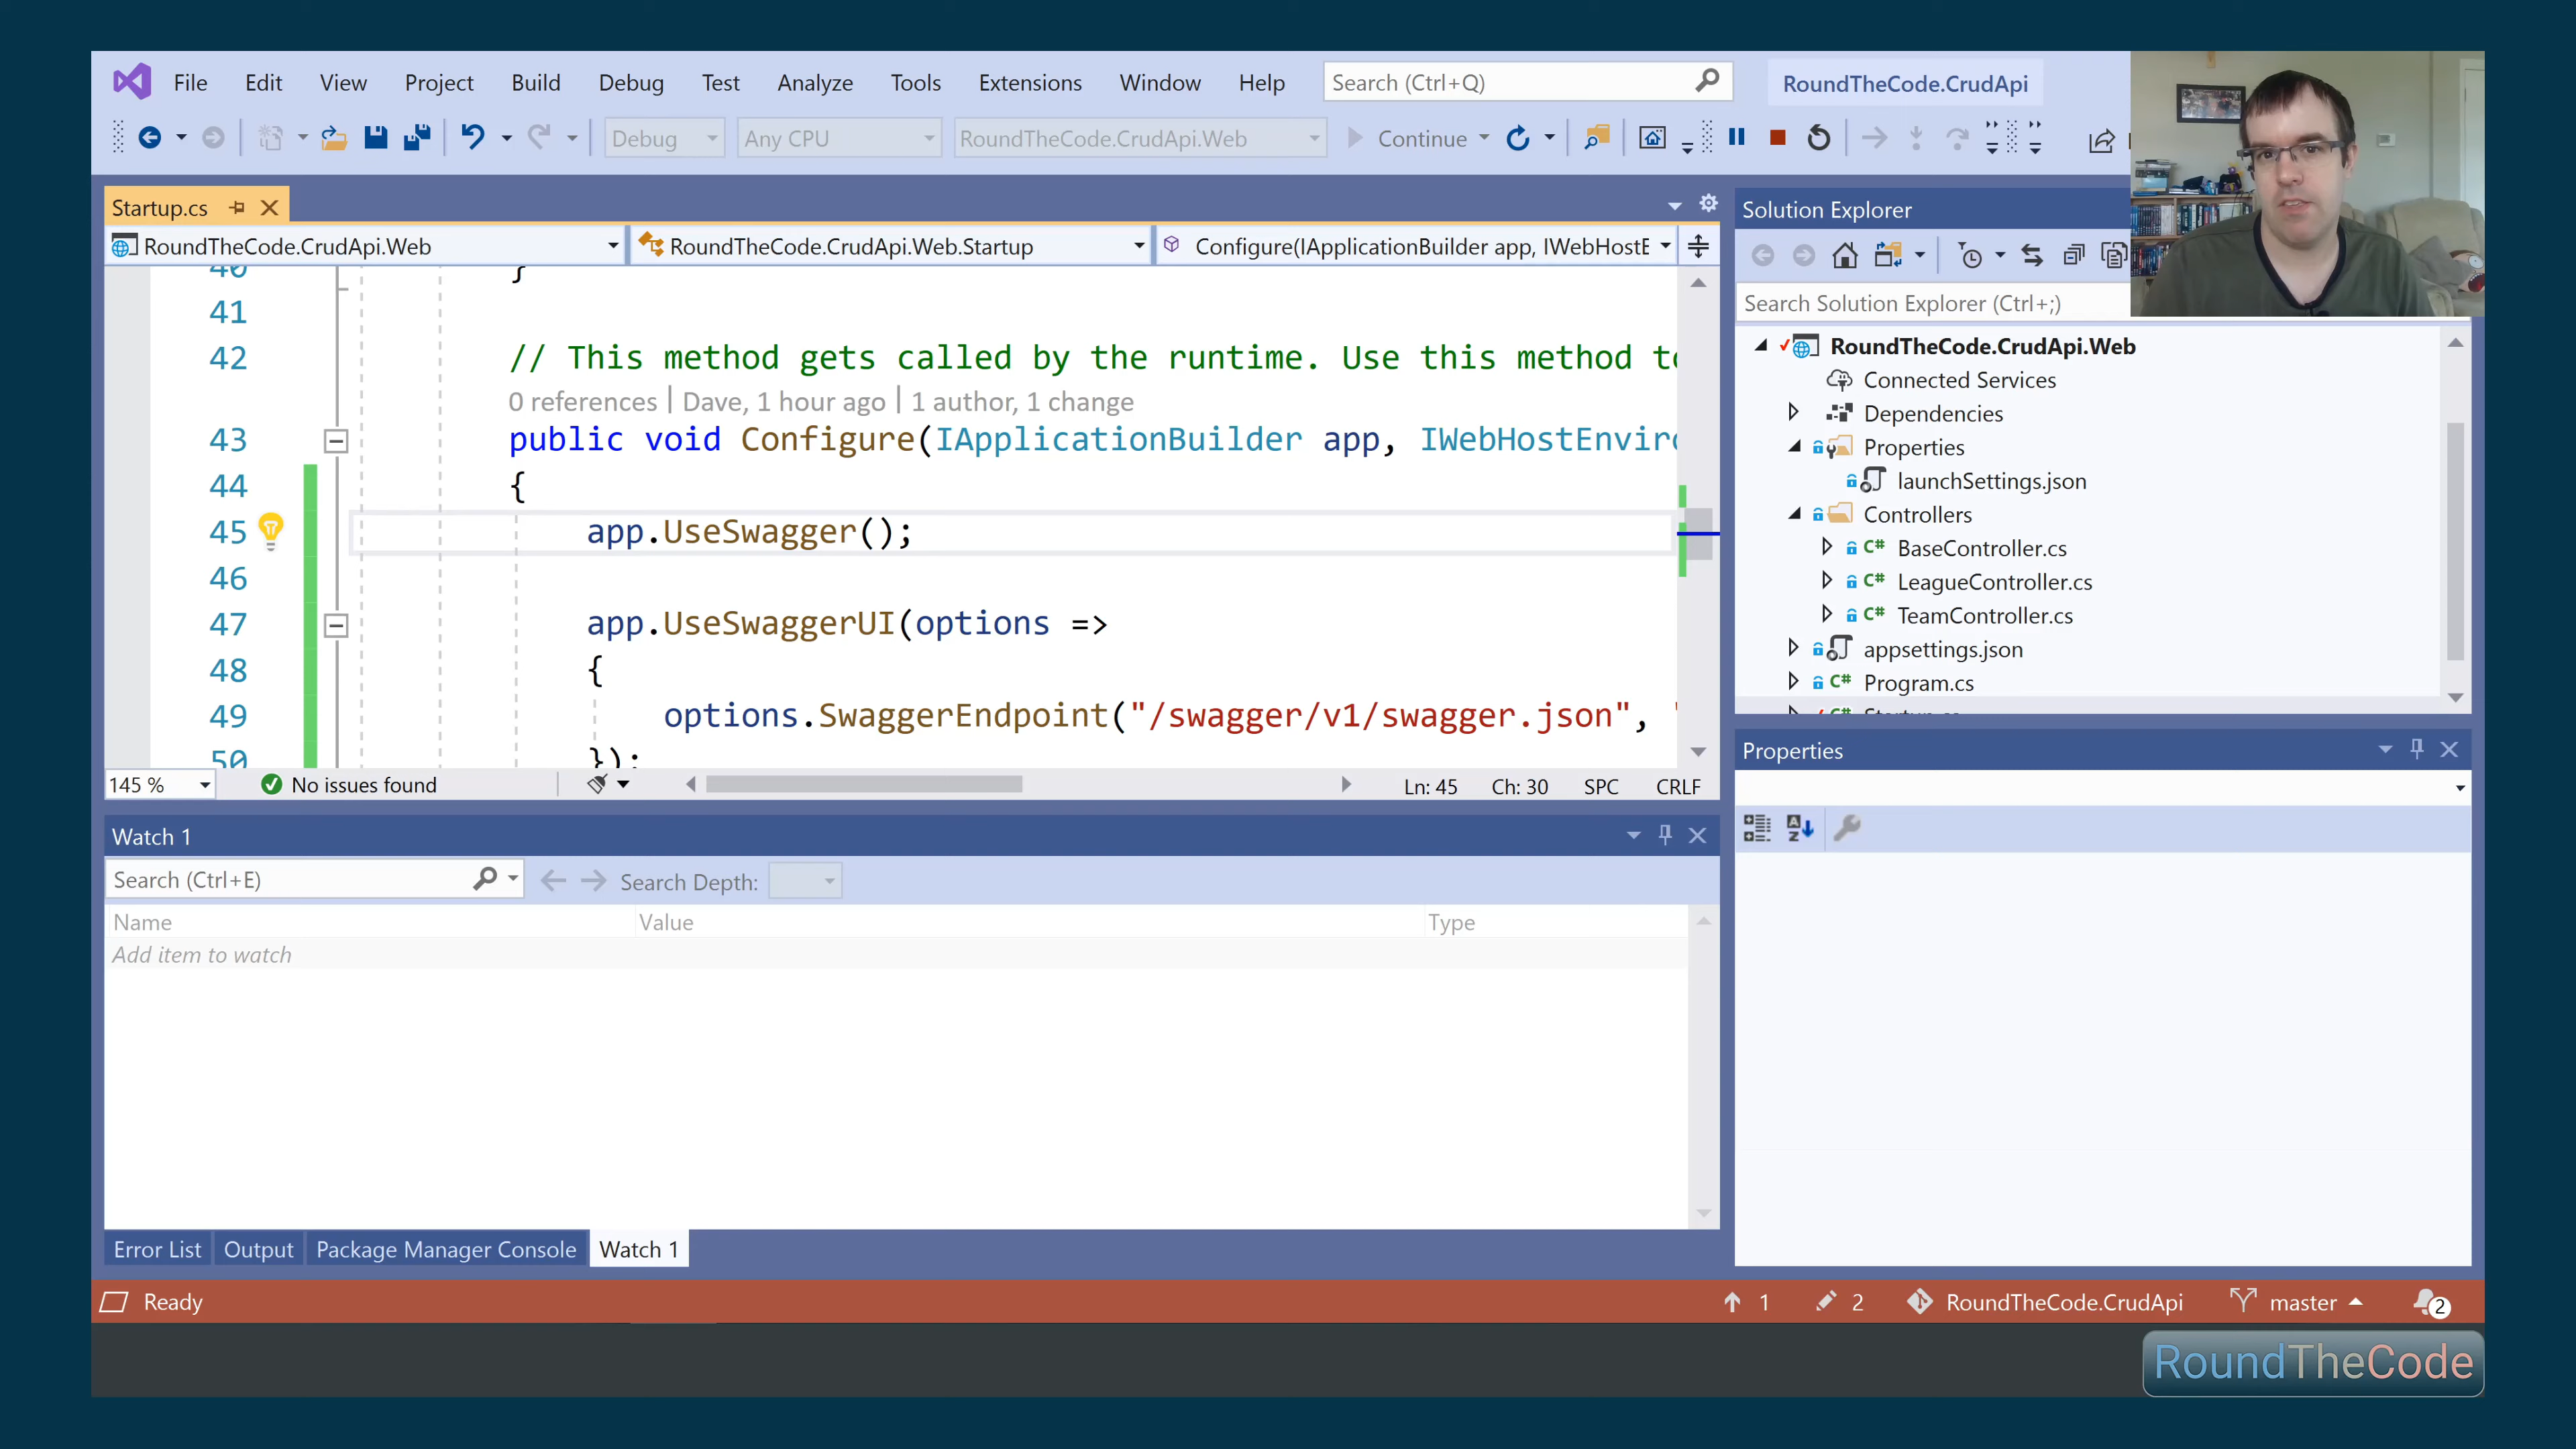 File Edit View Project Build Debug Test Analyze Tools Extensions Window Help Search (Ctrl+Q) RoundTheCode.CrudApi
Debug Any CPU RoundTheCode.CrudApi.Web Continue
Startup.cs
RoundTheCode.CrudApi.Web RoundTheCode.CrudApi.Web.Startup Configure(IApplicationBuilder app, IWebHostE
40 }
41
42 // This method gets called by the runtime. Use this method to
0 references | Dave, 1 hour ago | 1 author, 1 change
43 public void Configure(IApplicationBuilder app, IWebHostEnviro
44 {
45 app.UseSwagger();
46
47 app.UseSwaggerUI(options =>
48 {
49 options.SwaggerEndpoint("/swagger/v1/swagger.json", "
50 });
145 % No issues found Ln: 45 Ch: 30 SPC CRLF
Watch 1
Search (Ctrl+E) Search Depth:
Name Value Type
Add item to watch
Error List Output Package Manager Console Watch 1
Solution Explorer
Search Solution Explorer (Ctrl+;)
RoundTheCode.CrudApi.Web
Connected Services
Dependencies
Properties
launchSettings.json
Controllers
C# BaseController.cs
C# LeagueController.cs
C# TeamController.cs
appsettings.json
C# Program.cs
C# Startup.cs
Properties
Ready 1 2 RoundTheCode.CrudApi master 2
RoundTheCode